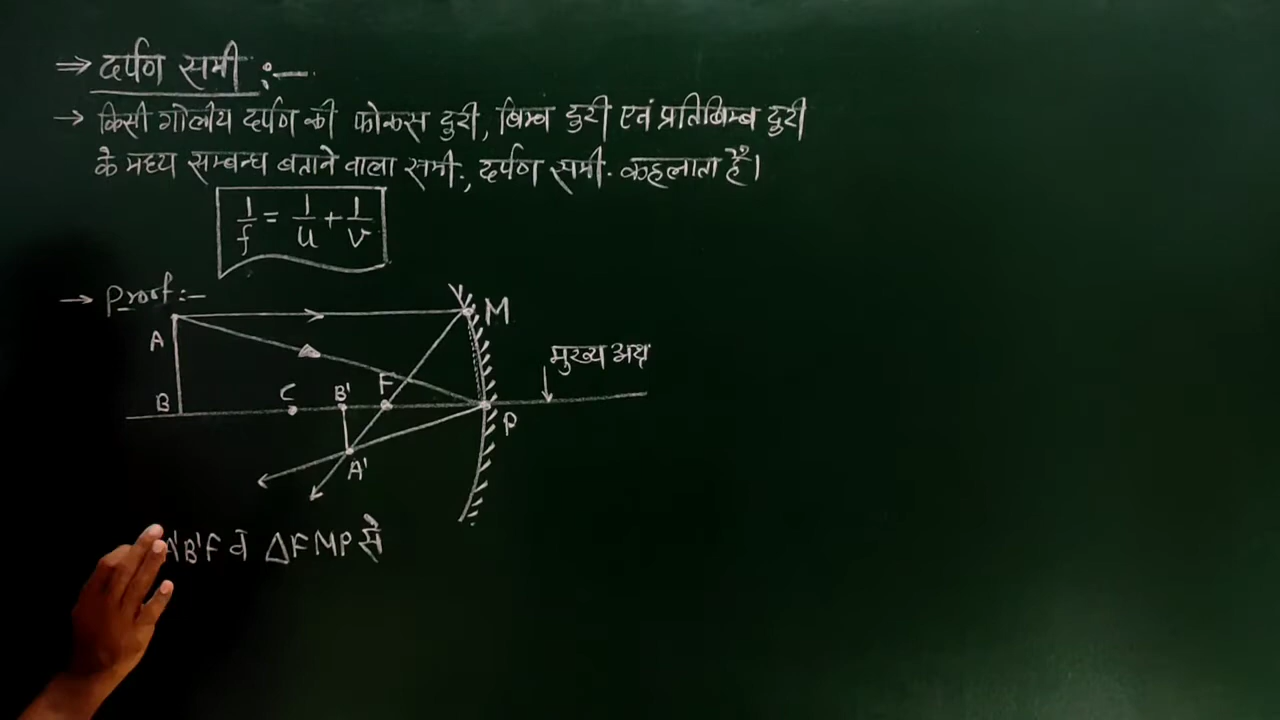 ⇒ दर्पण समी :—
→ किसी गोलीय दर्पण की फोकस दुरी, बिम्ब दुरी एवं प्रतिबिम्ब दुरी
के मध्य सम्बन्ध बताने वाला समी., दर्पण समी. कहलाता हैं।
1/f = 1/u + 1/v
→ Proof :-
M
A
मुख्य अक्ष
B C B' F
P
A'
A'B'F व ΔFMP से